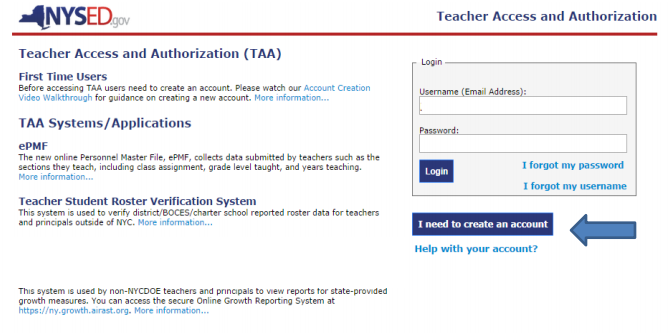 NYSED.gov
Teacher Access and Authorization
Teacher Access and Authorization (TAA)
First Time Users
Before accessing TAA users need to create an account. Please watch our Account Creation
Video Walkthrough for guidance on creating a new account. More information...
TAA Systems/Applications
ePMF
The new online Personnel Master File, ePMF, collects data submitted by teachers such as the
sections they teach, including class assignment, grade level taught, and years teaching.
More information...
Teacher Student Roster Verification System
This system is used to verify district/BOCES/charter school reported roster data for teachers
and principals outside of NYC. More information...
This system is used by non-NYCDOE teachers and principals to view reports for state-provided
growth measures. You can access the secure Online Growth Reporting System at
https://ny.growth.airast.org. More information...
Login
Username (Email Address):
Password:
Login
I forgot my password
I forgot my username
I need to create an account
Help with your account?